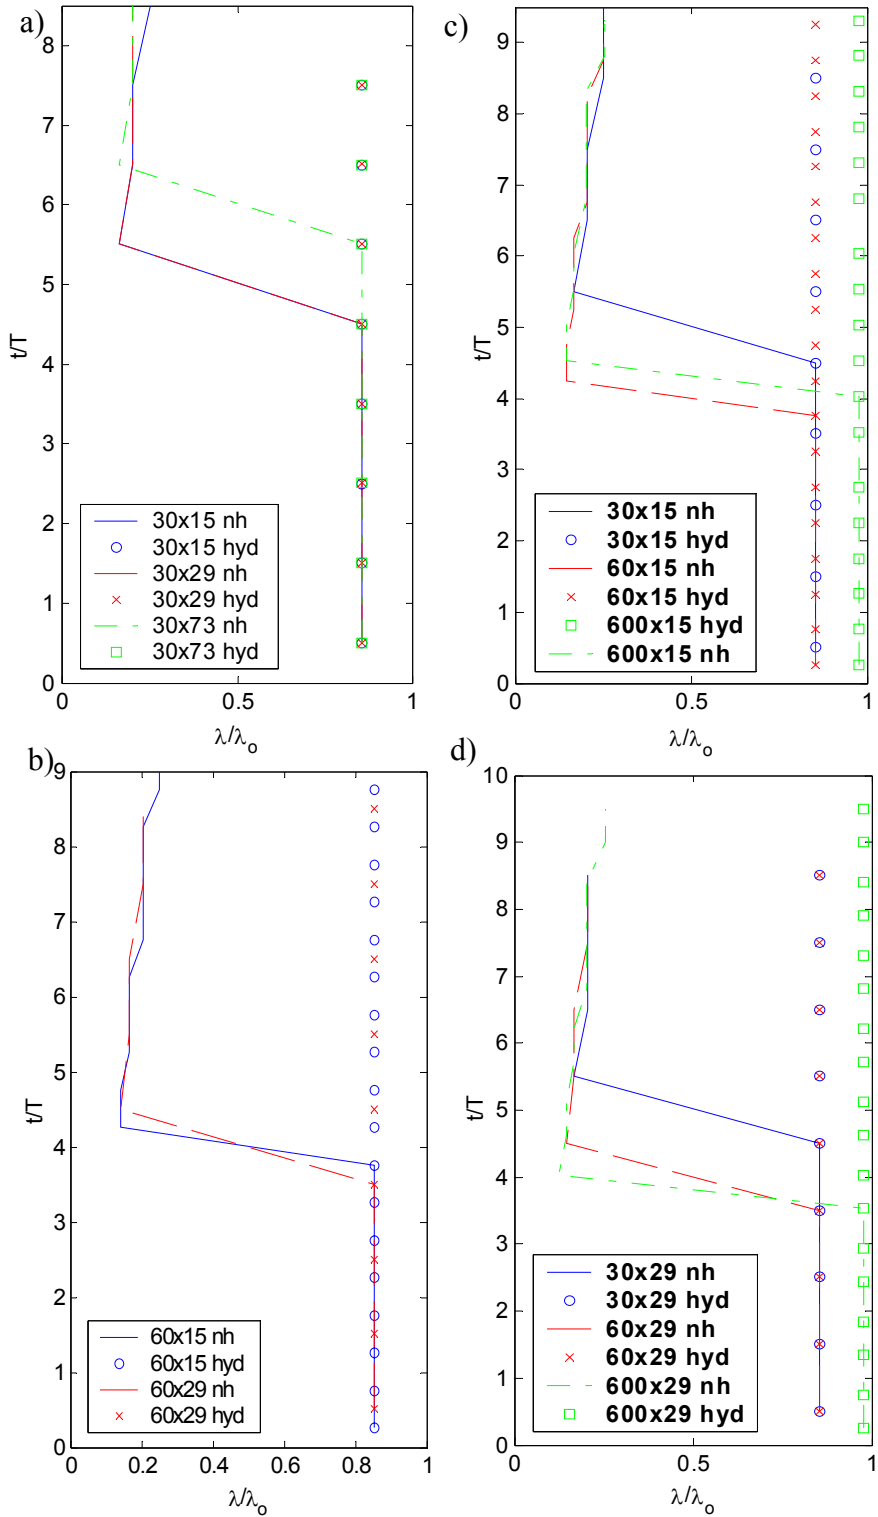 a)
8
7
6
5
4
3
2
1
0
t/T
30x15 nh
30x15 hyd
30x29 nh
30x29 hyd
30x73 nh
30x73 hyd
0
0.5
1
λ/λo
c)
9
8
7
6
5
4
3
2
1
0
t/T
30x15 nh
30x15 hyd
60x15 nh
60x15 hyd
600x15 hyd
600x15 nh
0
0.5
1
λ/λo
b)
9
8
7
6
5
4
3
2
1
0
t/T
60x15 nh
60x15 hyd
60x29 nh
60x29 hyd
0
0.2
0.4
0.6
0.8
1
λ/λo
d)
10
9
8
7
6
5
4
3
2
1
0
t/T
30x29 nh
30x29 hyd
60x29 nh
60x29 hyd
600x29 nh
600x29 hyd
0
0.5
1
λ/λo